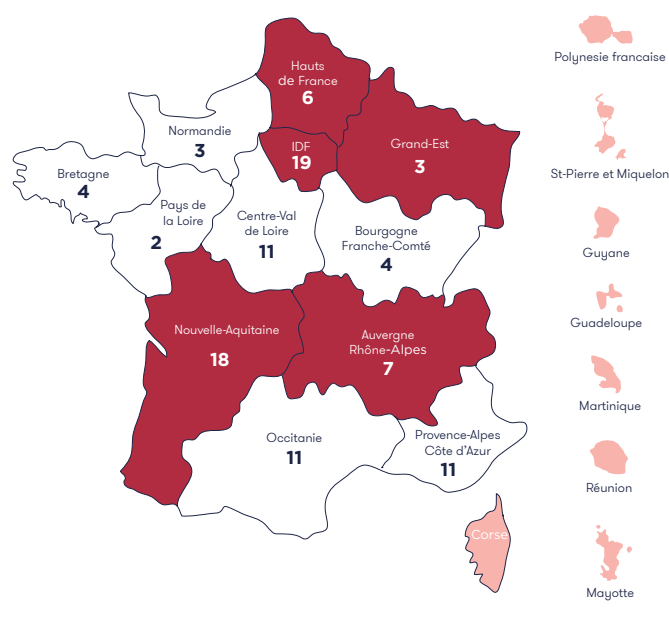 Hauts
de France
6
Polynesie francaise
Normandie
3
IDF
19
Grand-Est
3
Bretagne
4
St-Pierre et Miquelon
Pays de
la Loire
2
Centre-Val
de Loire
11
Bourgogne
Franche-Comté
4
Guyane
Guadeloupe
Nouvelle-Aquitaine
18
Auvergne
Rhône-Alpes
7
Martinique
Occitanie
11
Provence-Alpes
Côte d'Azur
11
Réunion
Corse
Mayotte